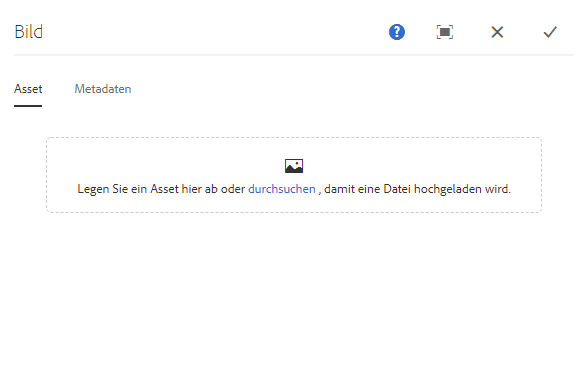 Bild
?
Asset Metadaten
Legen Sie ein Asset hier ab oder durchsuchen , damit eine Datei hochgeladen wird.